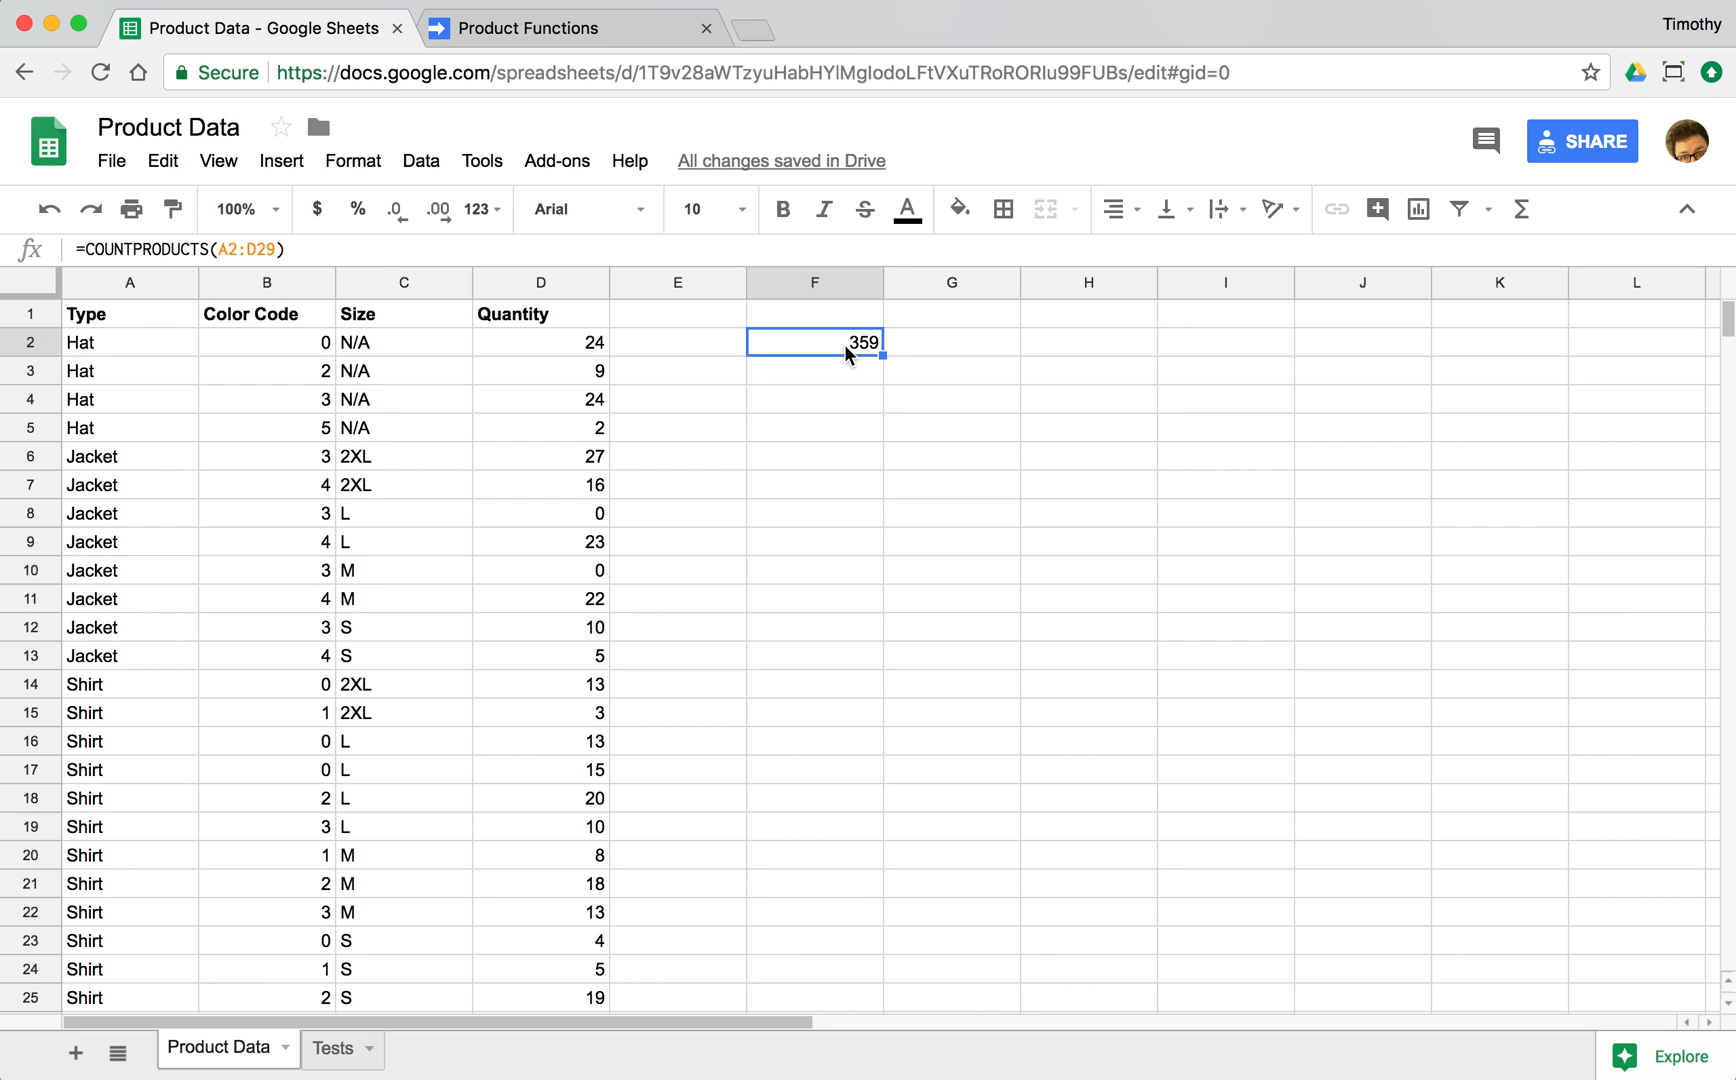 Product Data - Google Sheets
Product Functions
Timothy
Secure https://docs.google.com/spreadsheets/d/1T9v28aWTzyuHabHYlMglodoLFtVXuTRoRORlu99FUBs/edit#gid=0
Product Data
File Edit View Insert Format Data Tools Add-ons Help All changes saved in Drive
SHARE
100% $ % .0 .00 123 Arial 10 B I S A Σ
fx =COUNTPRODUCTS(A2:D29)
A B C D E F G H I J K L
1 Type Color Code Size Quantity
2 Hat 0 N/A 24 359
3 Hat 2 N/A 9
4 Hat 3 N/A 24
5 Hat 5 N/A 2
6 Jacket 3 2XL 27
7 Jacket 4 2XL 16
8 Jacket 3 L 0
9 Jacket 4 L 23
10 Jacket 3 M 0
11 Jacket 4 M 22
12 Jacket 3 S 10
13 Jacket 4 S 5
14 Shirt 0 2XL 13
15 Shirt 1 2XL 3
16 Shirt 0 L 13
17 Shirt 0 L 15
18 Shirt 2 L 20
19 Shirt 3 L 10
20 Shirt 1 M 8
21 Shirt 2 M 18
22 Shirt 3 M 13
23 Shirt 0 S 4
24 Shirt 1 S 5
25 Shirt 2 S 19
Product Data Tests Explore